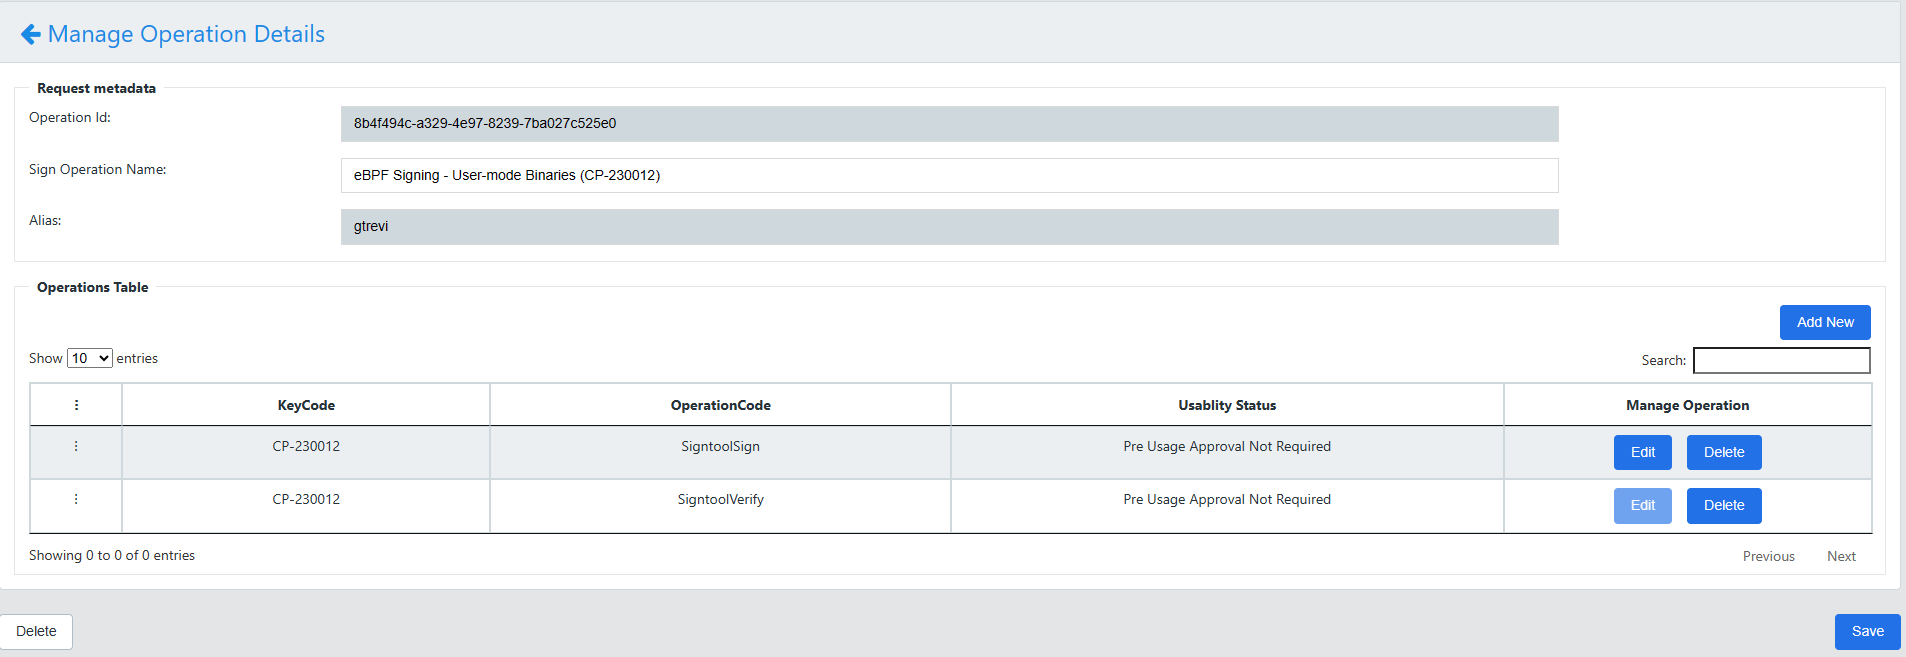 Manage Operation Details
Request metadata
Operation Id: 8b4f494c-a329-4e97-8239-7ba027c525e0
Sign Operation Name: eBPF Signing - User-mode Binaries (CP-230012)
Alias: gtrevi
Operations Table
Add New
Show 10 entries Search:
KeyCode OperationCode Usablity Status Manage Operation
CP-230012 SigntoolSign Pre Usage Approval Not Required Edit Delete
CP-230012 SigntoolVerify Pre Usage Approval Not Required Edit Delete
Showing 0 to 0 of 0 entries Previous Next
Delete Save